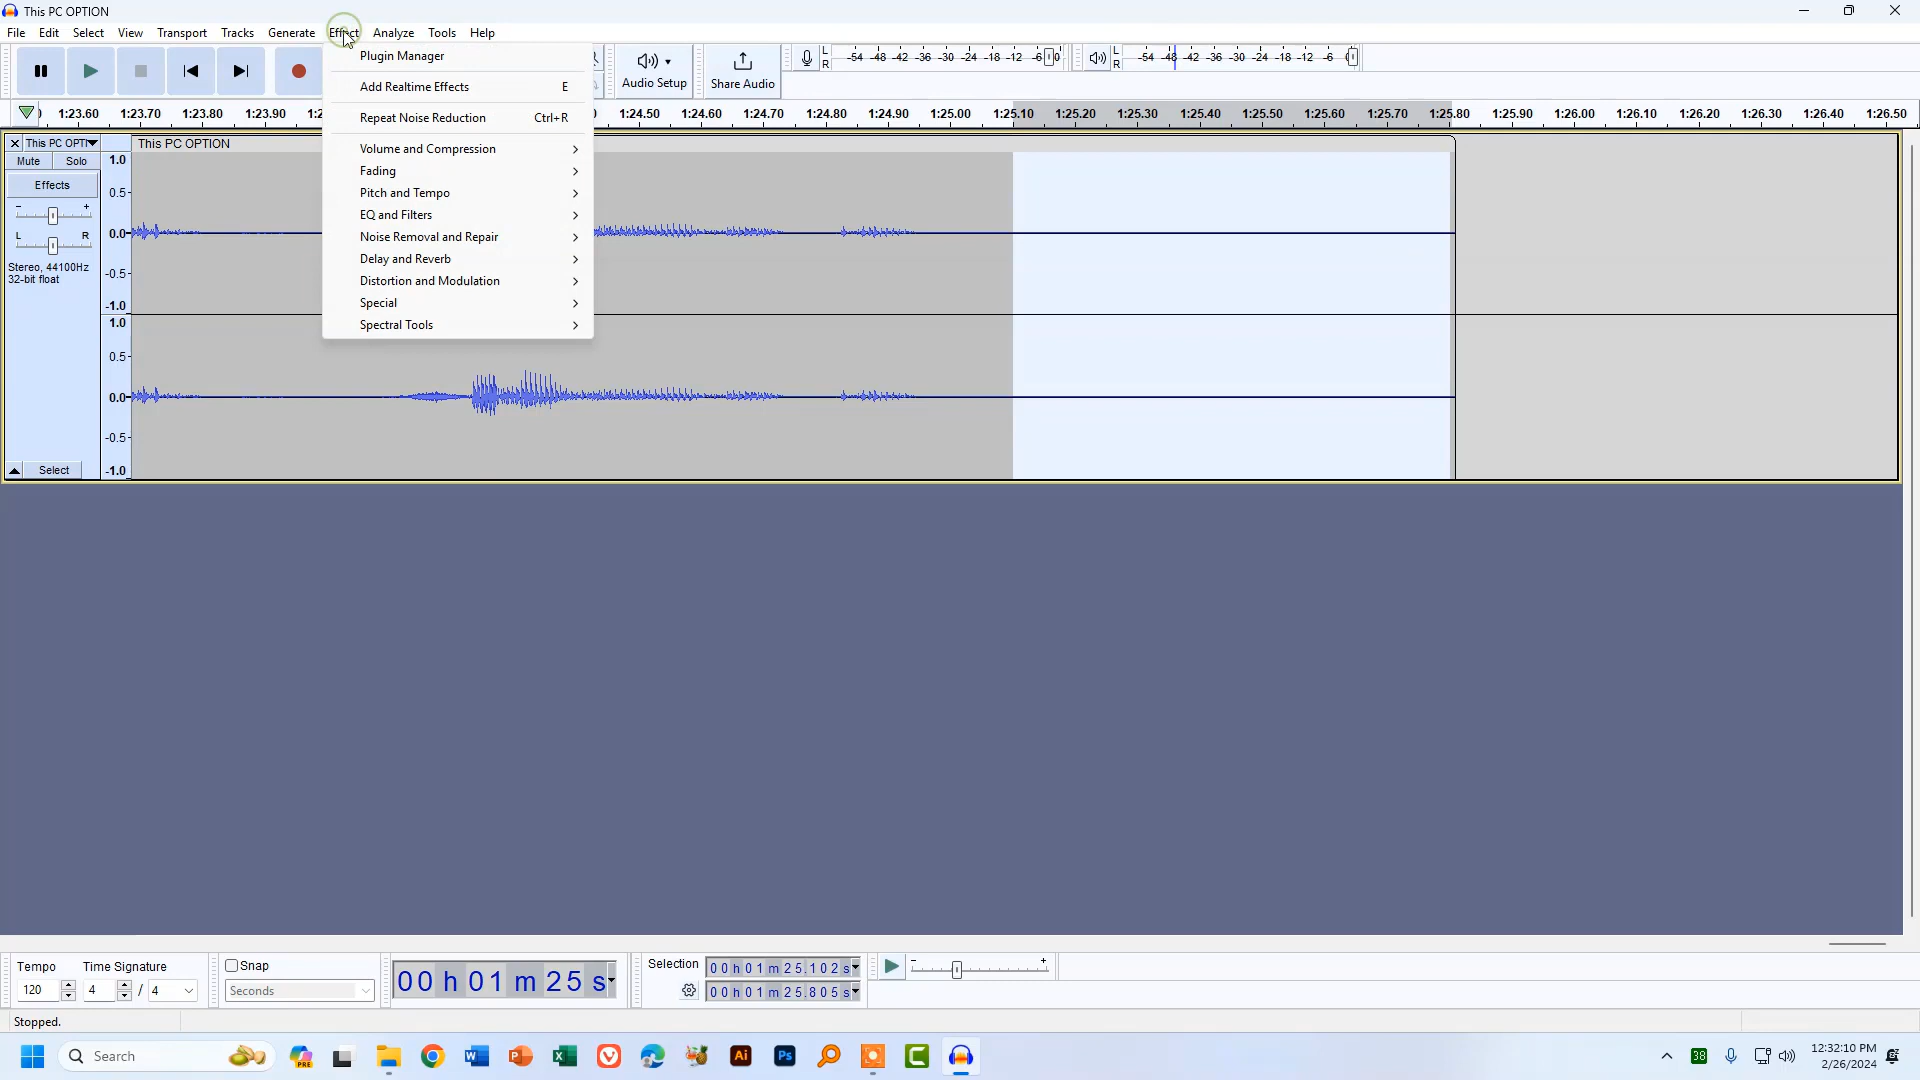 This PC OPTION
File Edit Select View Transport Tracks Generate Effect Analyze Tools Help
Plugin Manager
Add Realtime Effects E
Repeat Noise Reduction Ctrl+R
Volume and Compression
Fading
Pitch and Tempo
EQ and Filters
Noise Removal and Repair
Delay and Reverb
Distortion and Modulation
Special
Spectral Tools
Audio Setup
Share Audio
L
R
-54 -48 -42 -36 -30 -24 -18 -12 -6 0
L
R
-54 -48 -42 -36 -30 -24 -18 -12 -6
1:23.60 1:23.70 1:23.80 1:23.90 1:24.50 1:24.60 1:24.70 1:24.80 1:24.90 1:25.00 1:25.10 1:25.20 1:25.30 1:25.40 1:25.50 1:25.60 1:25.70 1:25.80 1:25.90 1:26.00 1:26.10 1:26.20 1:26.30 1:26.40 1:26.50
This PC OPTI
This PC OPTION
Mute Solo
Effects
- +
L R
Stereo, 44100Hz
32-bit float
Select
1.0
0.5
0.0
-0.5
-1.0
1.0
0.5
0.0
-0.5
-1.0
Tempo
120
Time Signature
4 / 4
Snap
Seconds
00 h 01 m 25 s
Selection
00 h 01 m 25.102 s
00 h 01 m 25.805 s
- +
Stopped.
Search
PRE
W
P
X
Ai
Ps
C
38
12:32:10 PM
2/26/2024